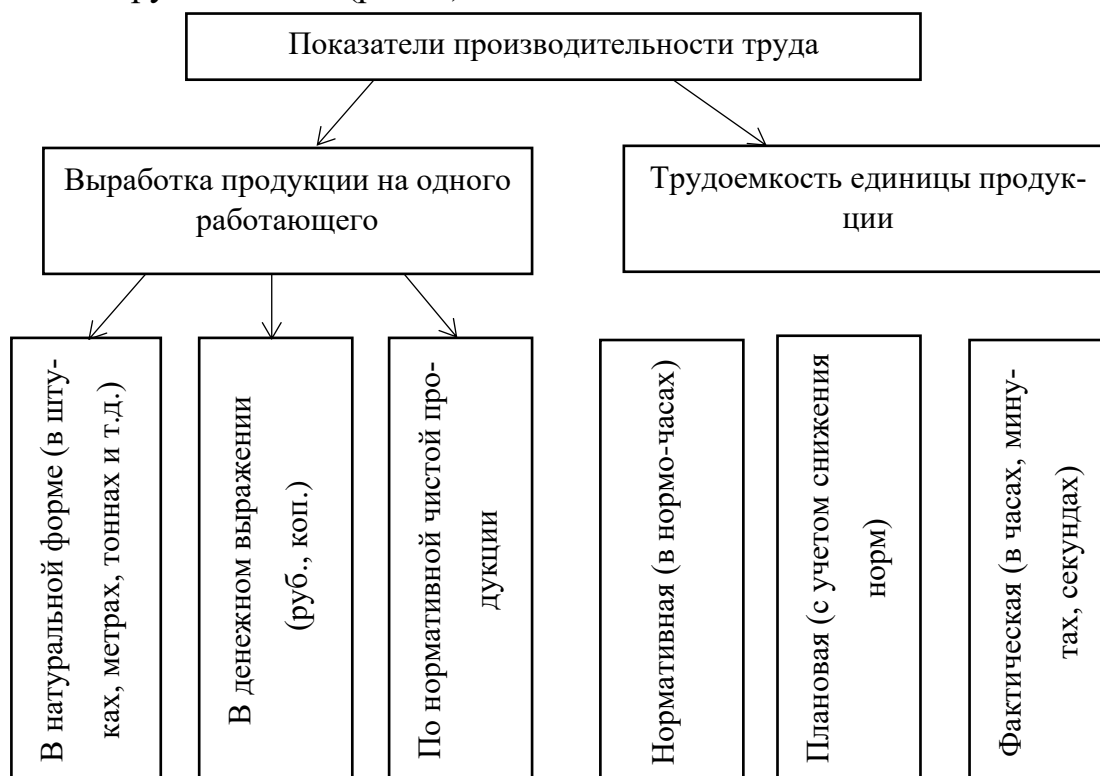 Показатели производительности труда
Выработка продукции на одного
работающего
Трудоемкость единицы продук-
ции
В натуральной форме (в шту-
ках, метрах, тоннах и т.д.)
В денежном выражении
(руб., коп.)
По нормативной чистой про-
дукции
Нормативная (в нормо-часах)
Плановая (с учетом снижения
норм)
Фактическая (в часах, мину-
тах, секундах)